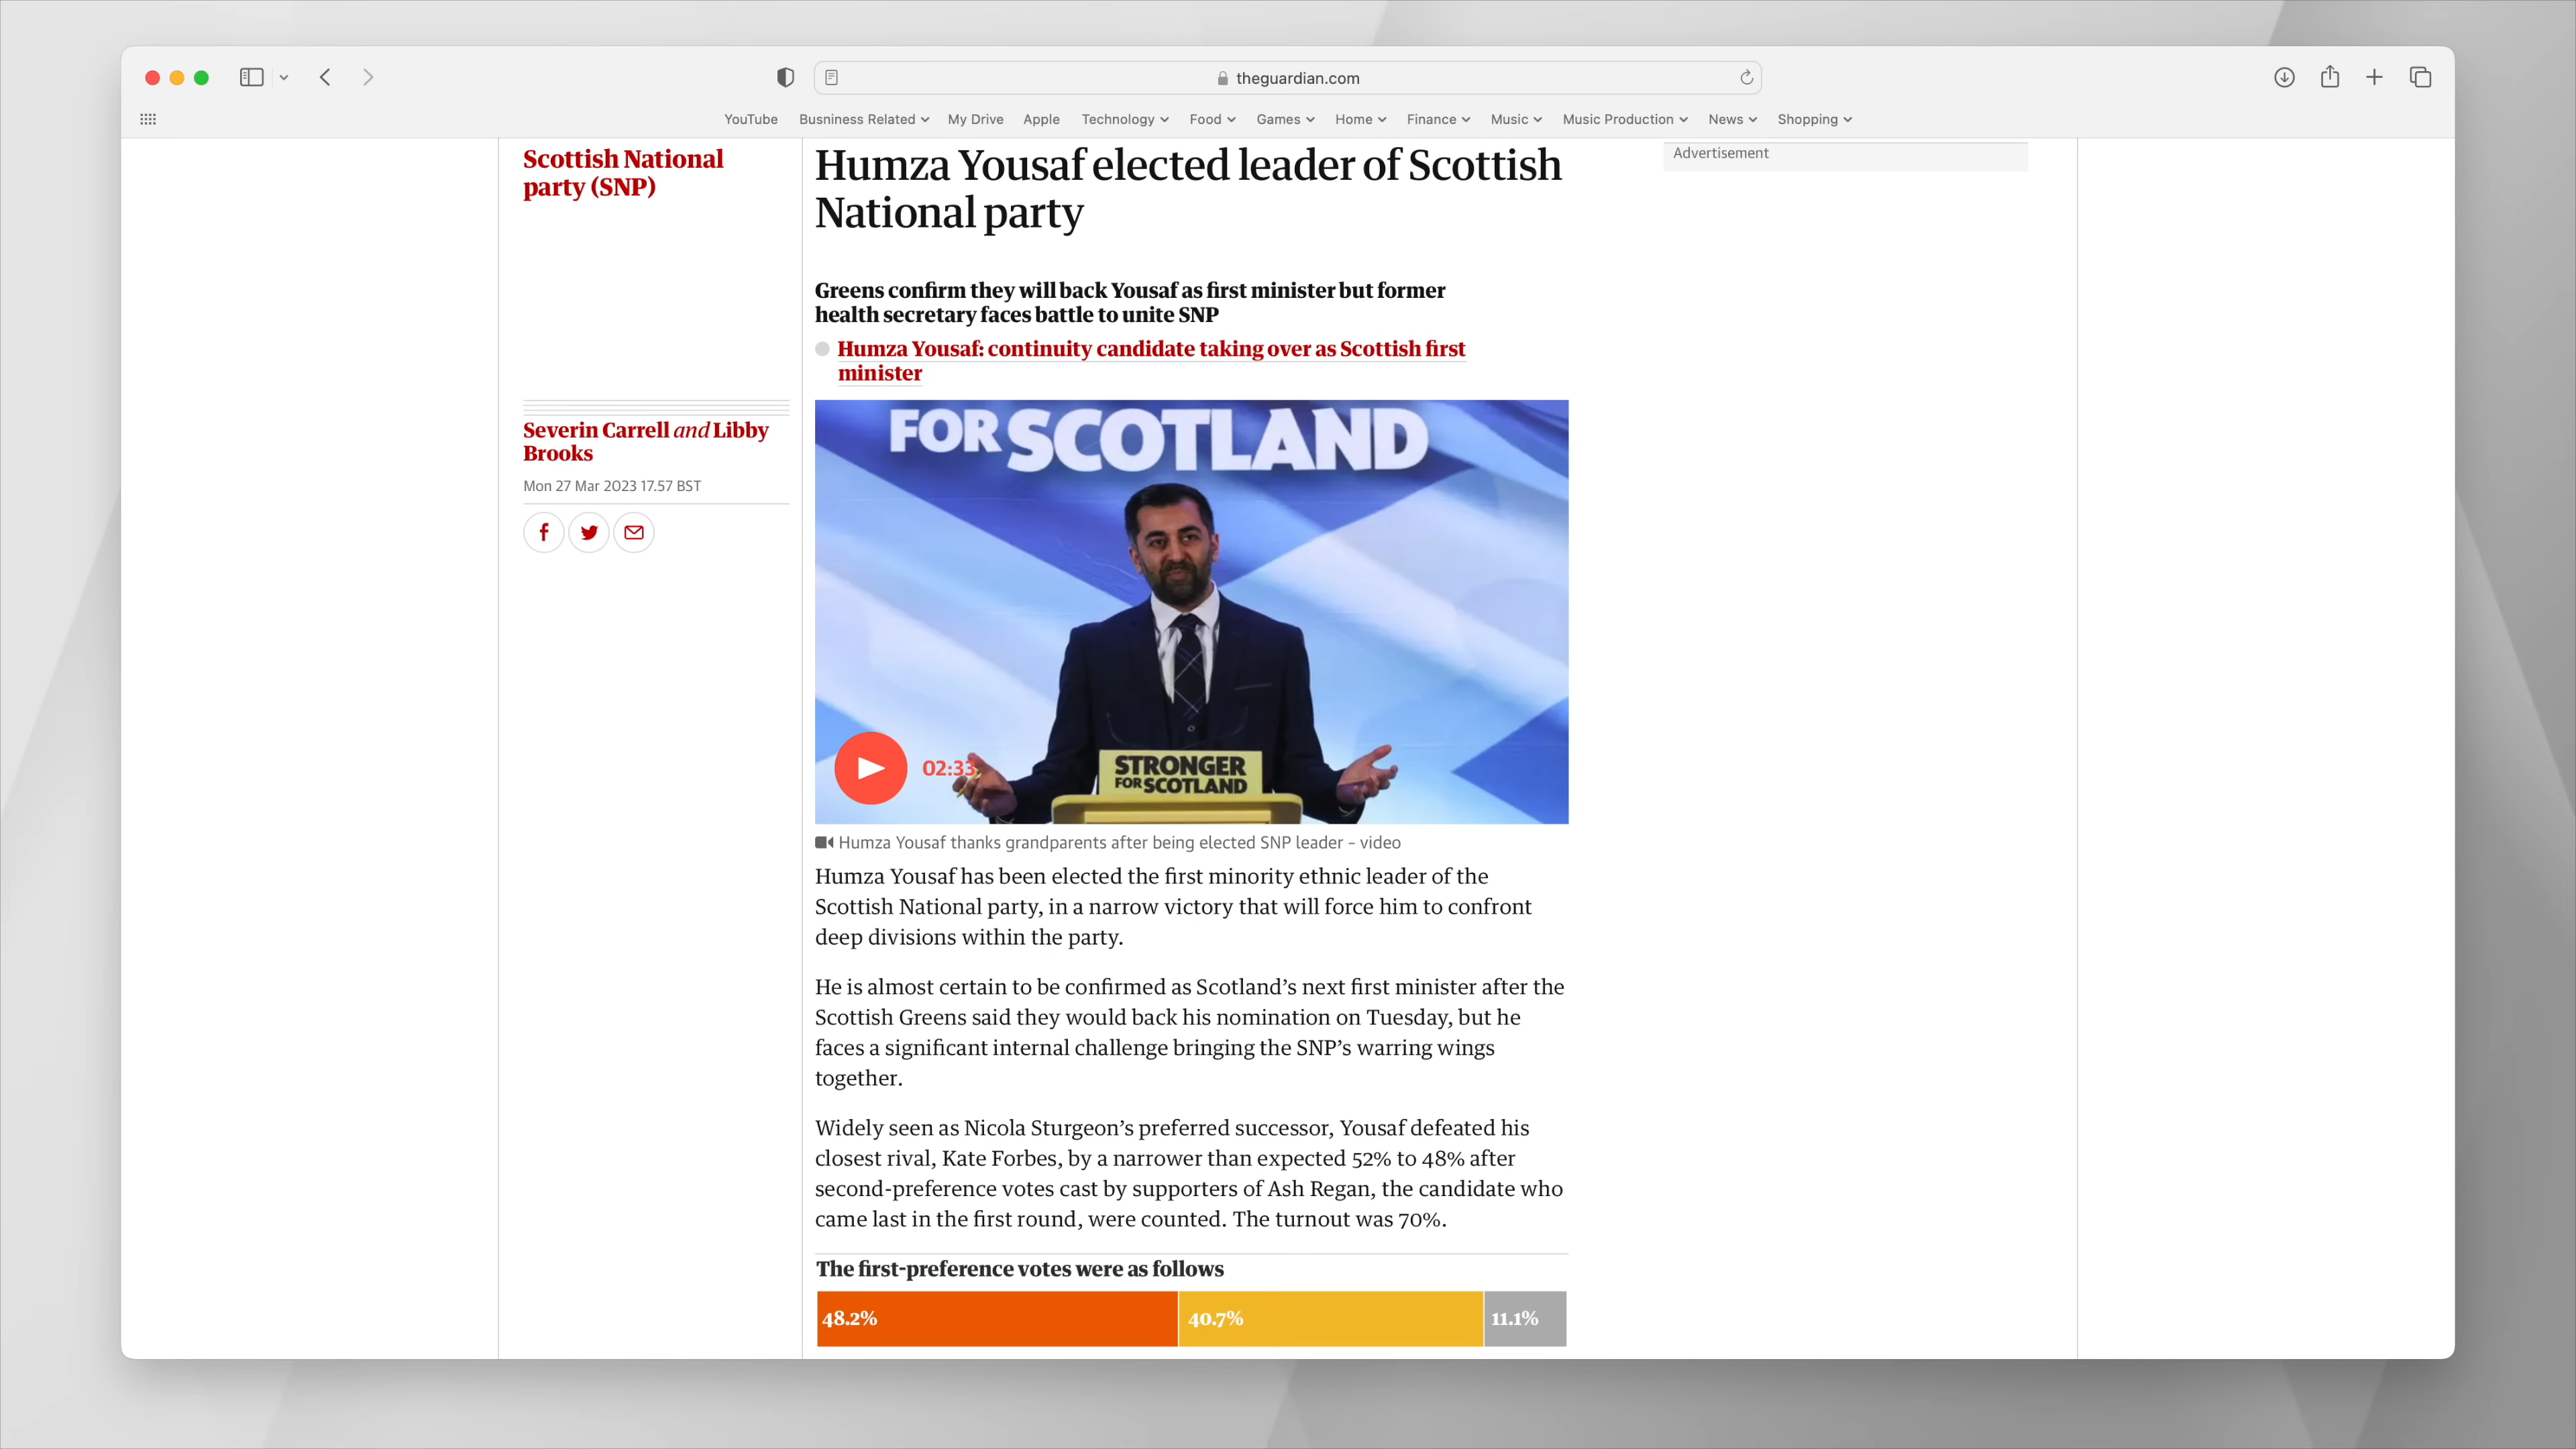 theguardian.com
YouTube Busniness Related My Drive Apple Technology Food Games Home Finance Music Music Production News Shopping
Scottish National
party (SNP)
Humza Yousaf elected leader of Scottish
National party
Advertisement
Greens confirm they will back Yousaf as first minister but former
health secretary faces battle to unite SNP
Humza Yousaf: continuity candidate taking over as Scottish first
minister
Severin Carrell and Libby
Brooks
Mon 27 Mar 2023 17.57 BST
FOR SCOTLAND
STRONGER
FOR SCOTLAND
02:33
Humza Yousaf thanks grandparents after being elected SNP leader – video
Humza Yousaf has been elected the first minority ethnic leader of the
Scottish National party, in a narrow victory that will force him to confront
deep divisions within the party.
He is almost certain to be confirmed as Scotland’s next first minister after the
Scottish Greens said they would back his nomination on Tuesday, but he
faces a significant internal challenge bringing the SNP’s warring wings
together.
Widely seen as Nicola Sturgeon’s preferred successor, Yousaf defeated his
closest rival, Kate Forbes, by a narrower than expected 52% to 48% after
second-preference votes cast by supporters of Ash Regan, the candidate who
came last in the first round, were counted. The turnout was 70%.
The first-preference votes were as follows
48.2% 40.7% 11.1%